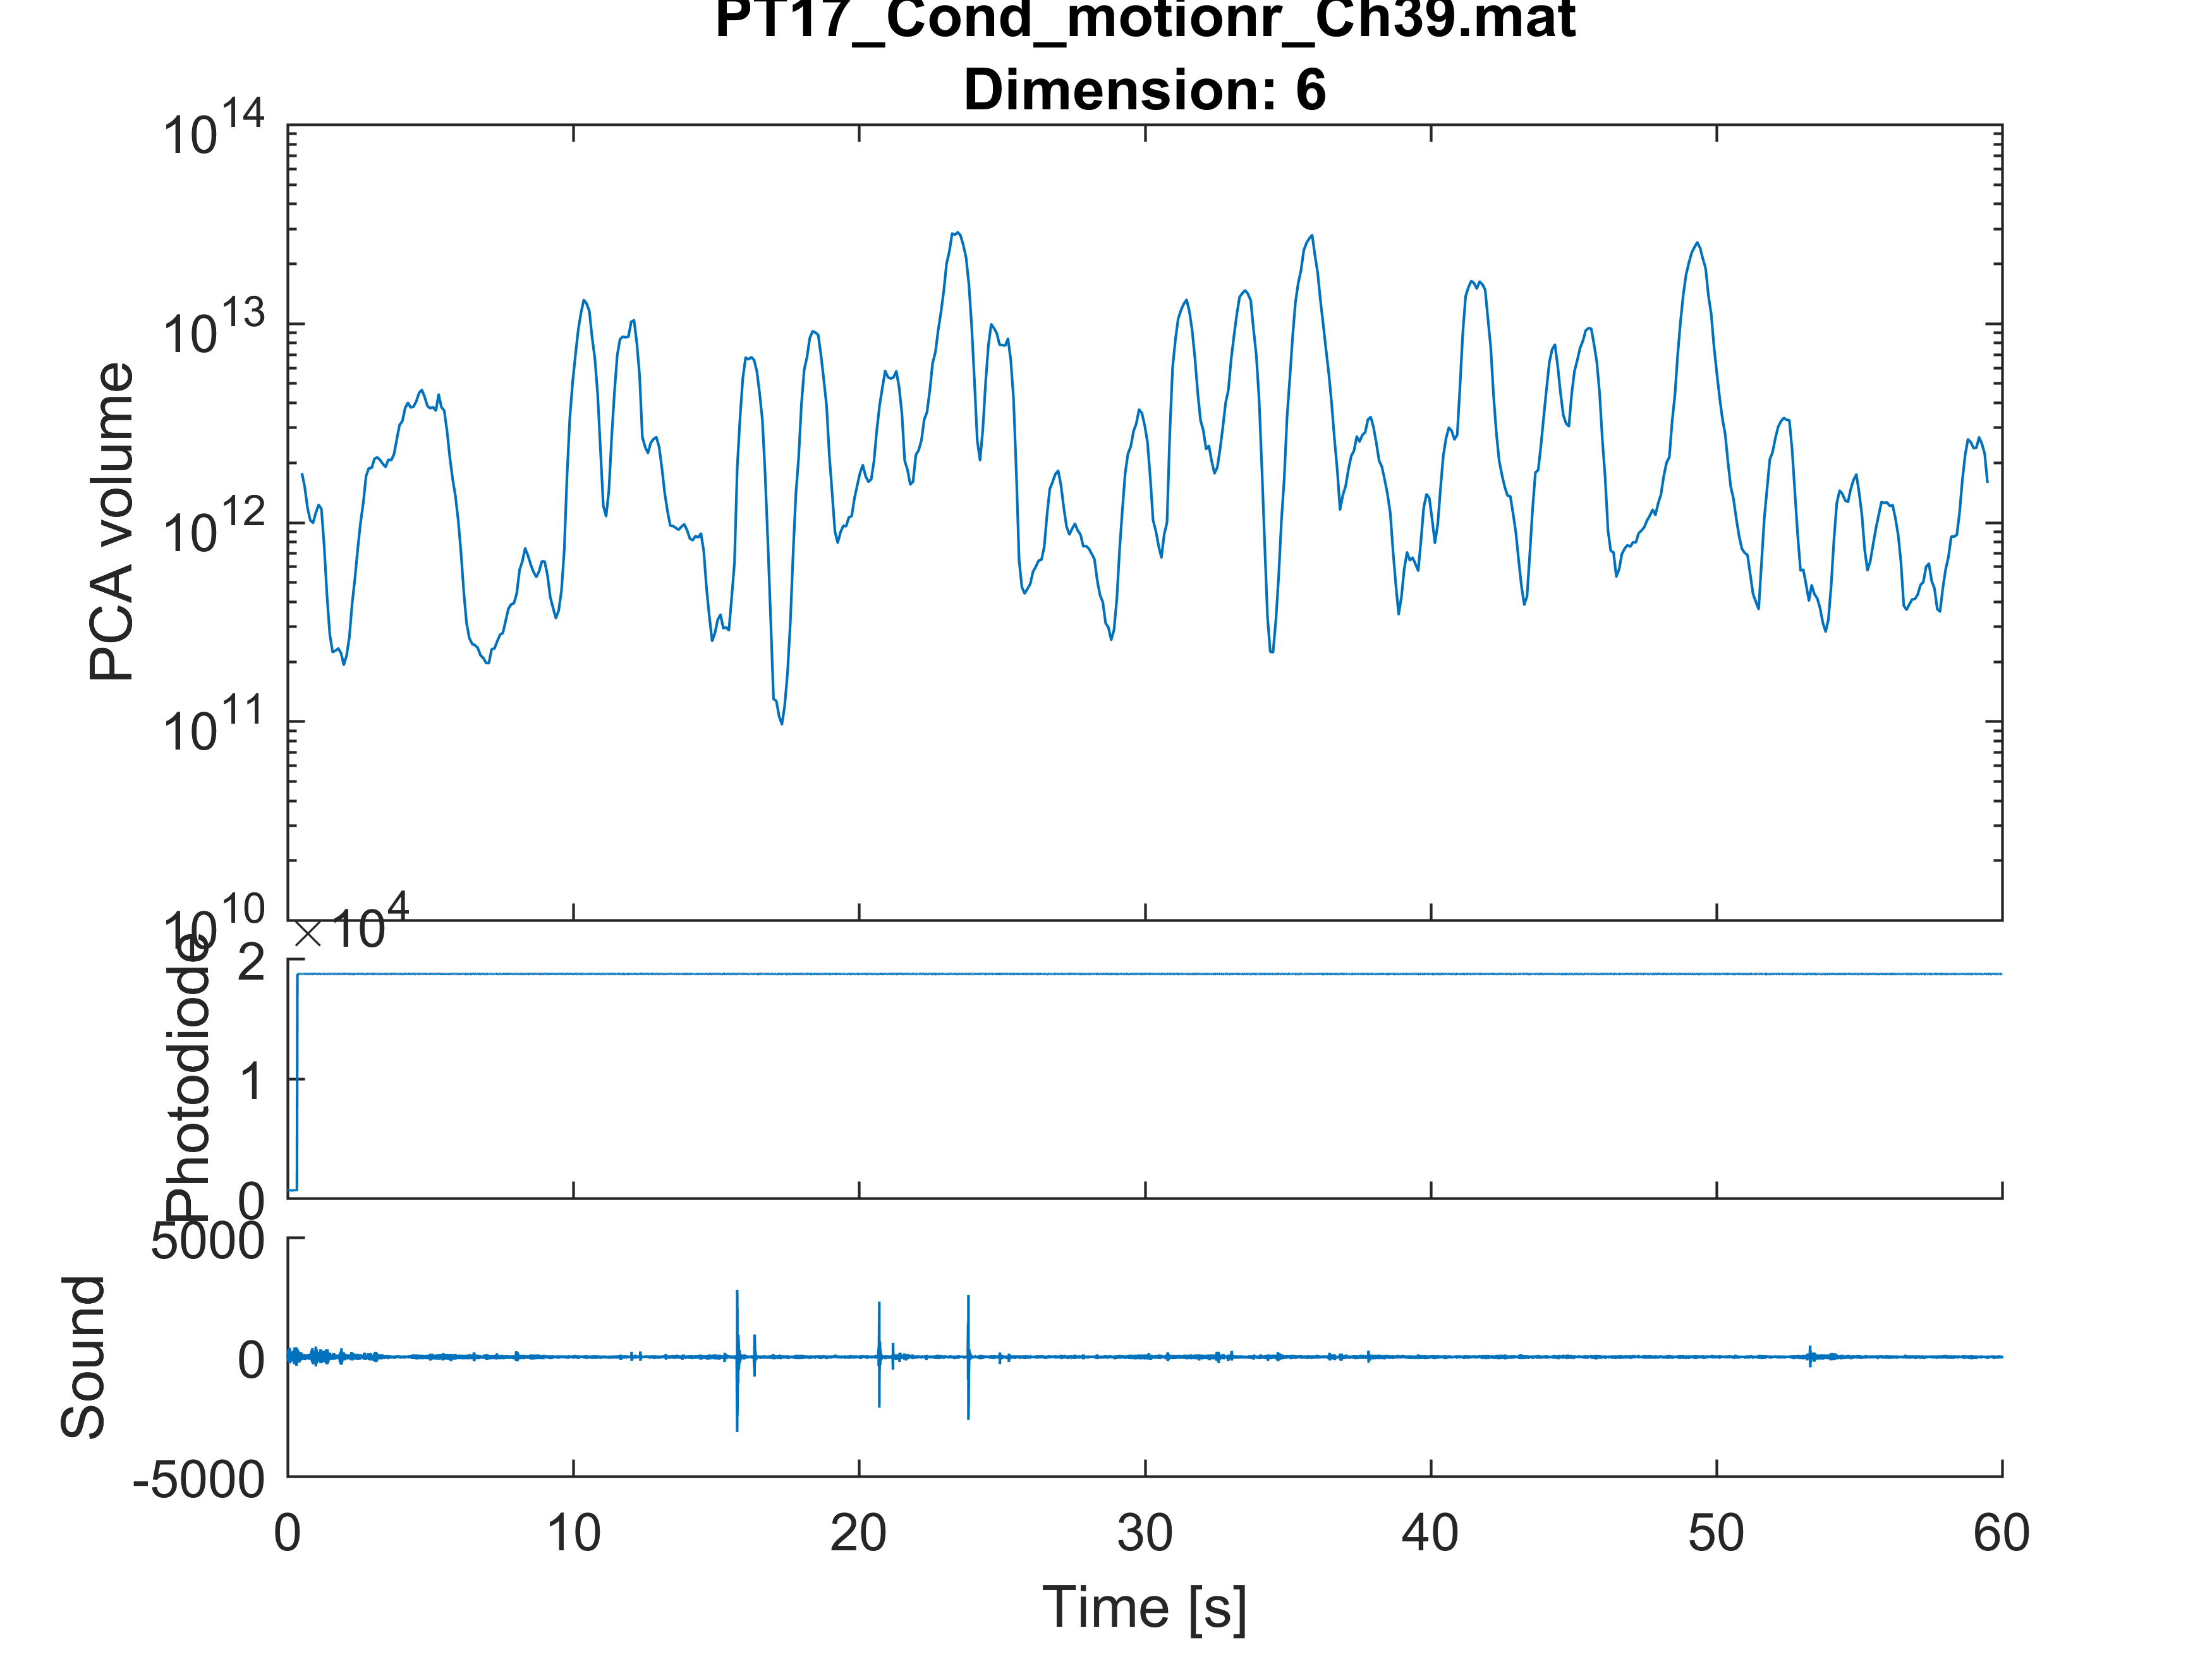 PT17_Cond_motionr_Ch39.mat
Dimension: 6
10^14
10^13
10^12
10^11
10^10
PCA volume
× 10^4
2
1
0
Photodiode
5000
0
-5000
Sound
0 10 20 30 40 50 60
Time [s]